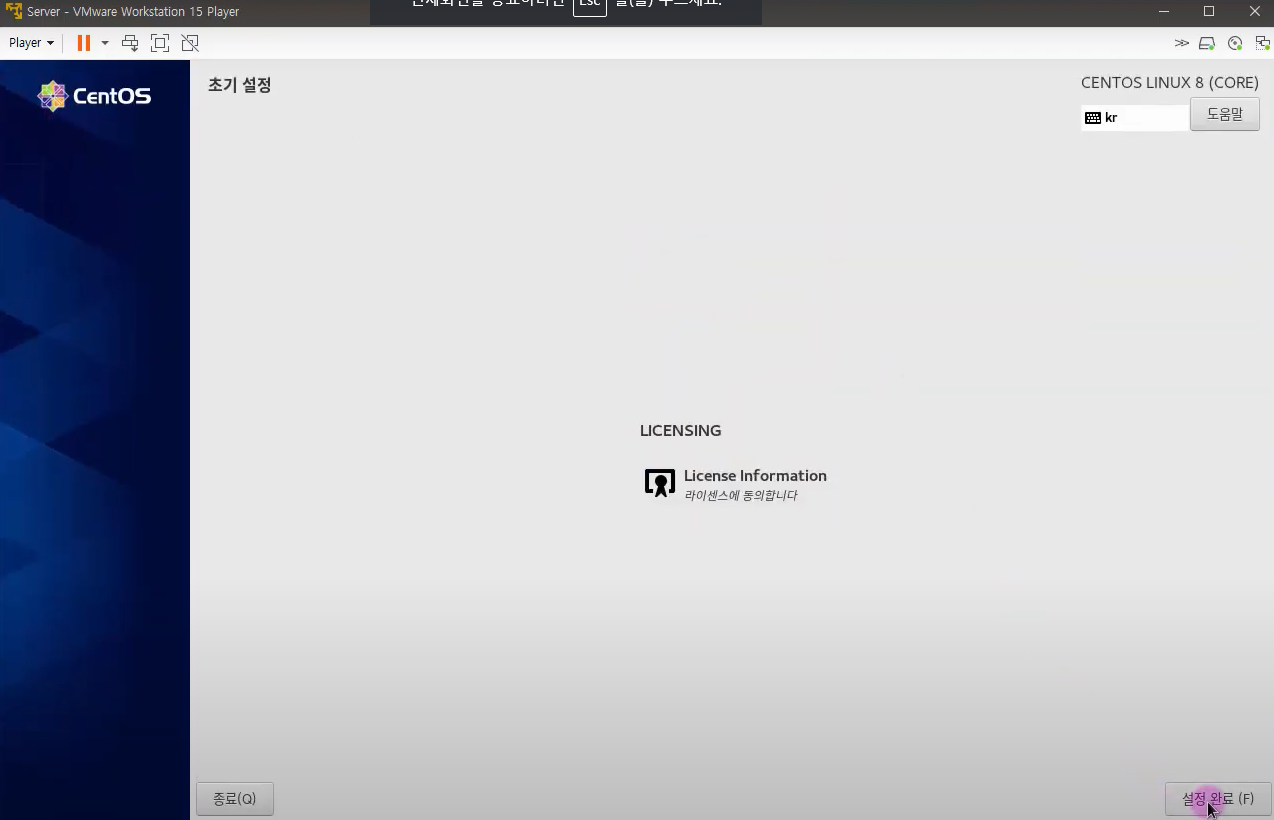 Server - VMware Workstation 15 Player
Esc
Player
CentOS
초기 설정
CENTOS LINUX 8 (CORE)
kr
도움말
LICENSING
License Information
라이센스에 동의합니다
종료(Q)
설정 완료 (F)